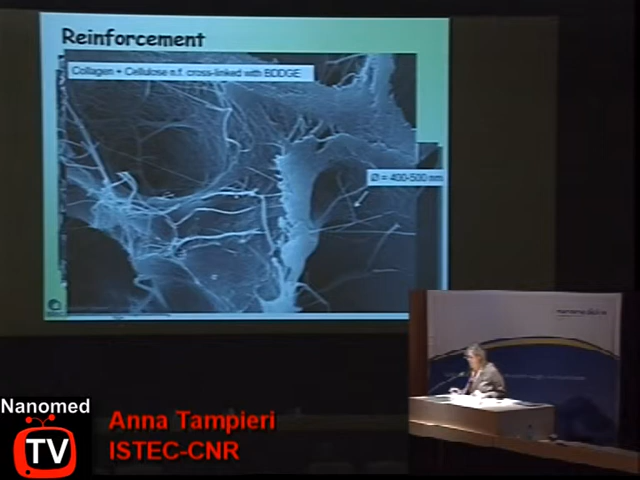 Reinforcement
Collagen + Cellulose n.f. cross-linked with BDDGE
Ø = 400-500 nm
Nanomed
TV
Anna Tampieri
ISTEC-CNR